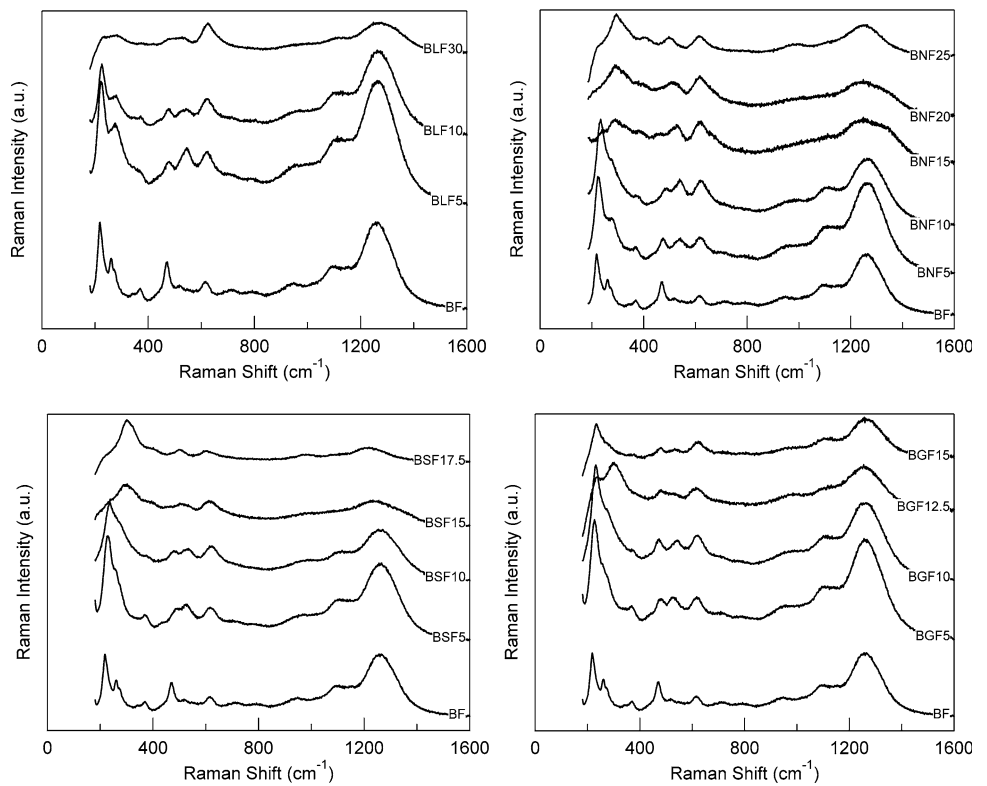 Raman Intensity (a.u.)
BLF30
BLF10
BLF5
BF
0 400 800 1200 1600
Raman Shift (cm⁻¹)
Raman Intensity (a.u.)
BNF25
BNF20
BNF15
BNF10
BNF5
BF
0 400 800 1200 1600
Raman Shift (cm⁻¹)
Raman Intensity (a.u.)
BSF17.5
BSF15
BSF10
BSF5
BF
0 400 800 1200 1600
Raman Shift (cm⁻¹)
Raman Intensity (a.u.)
BGF15
BGF12.5
BGF10
BGF5
BF
0 400 800 1200 1600
Raman Shift (cm⁻¹)